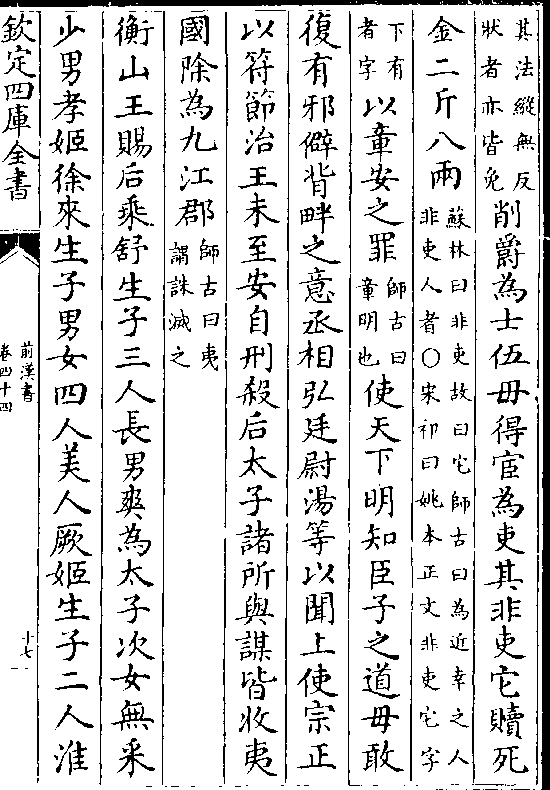 其法縱無反
狀者亦皆免
削爵為士伍毋得宦為吏其非吏它贖死
金二斤八兩
蘇林曰非吏故曰它師古曰為近幸之人
非吏人者○宋祁曰姚本正文非吏它字
下有
者字
以章安之罪
師古曰
章明也
使天下明知臣子之道毋敢
復有邪僻背畔之意丞相弘廷尉湯等以聞上使宗正
以符節治王未至安自刑殺后太子諸所與謀皆收夷
國除為九江郡
師古曰夷
謂誅滅之
衡山王賜后乘舒生子三人長男爽為太子次女無采
少男孝姬徐來生子男女四人美人厥姬生子二人淮
欽定四庫全書
前漢書
卷四十四
十七